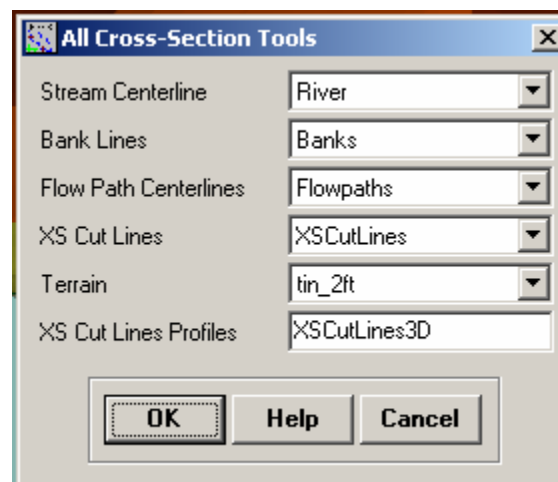 All Cross-Section Tools
Stream Centerline River
Bank Lines Banks
Flow Path Centerlines Flowpaths
XS Cut Lines XSCutLines
Terrain tin_2ft
XS Cut Lines Profiles XSCutLines3D
OK Help Cancel